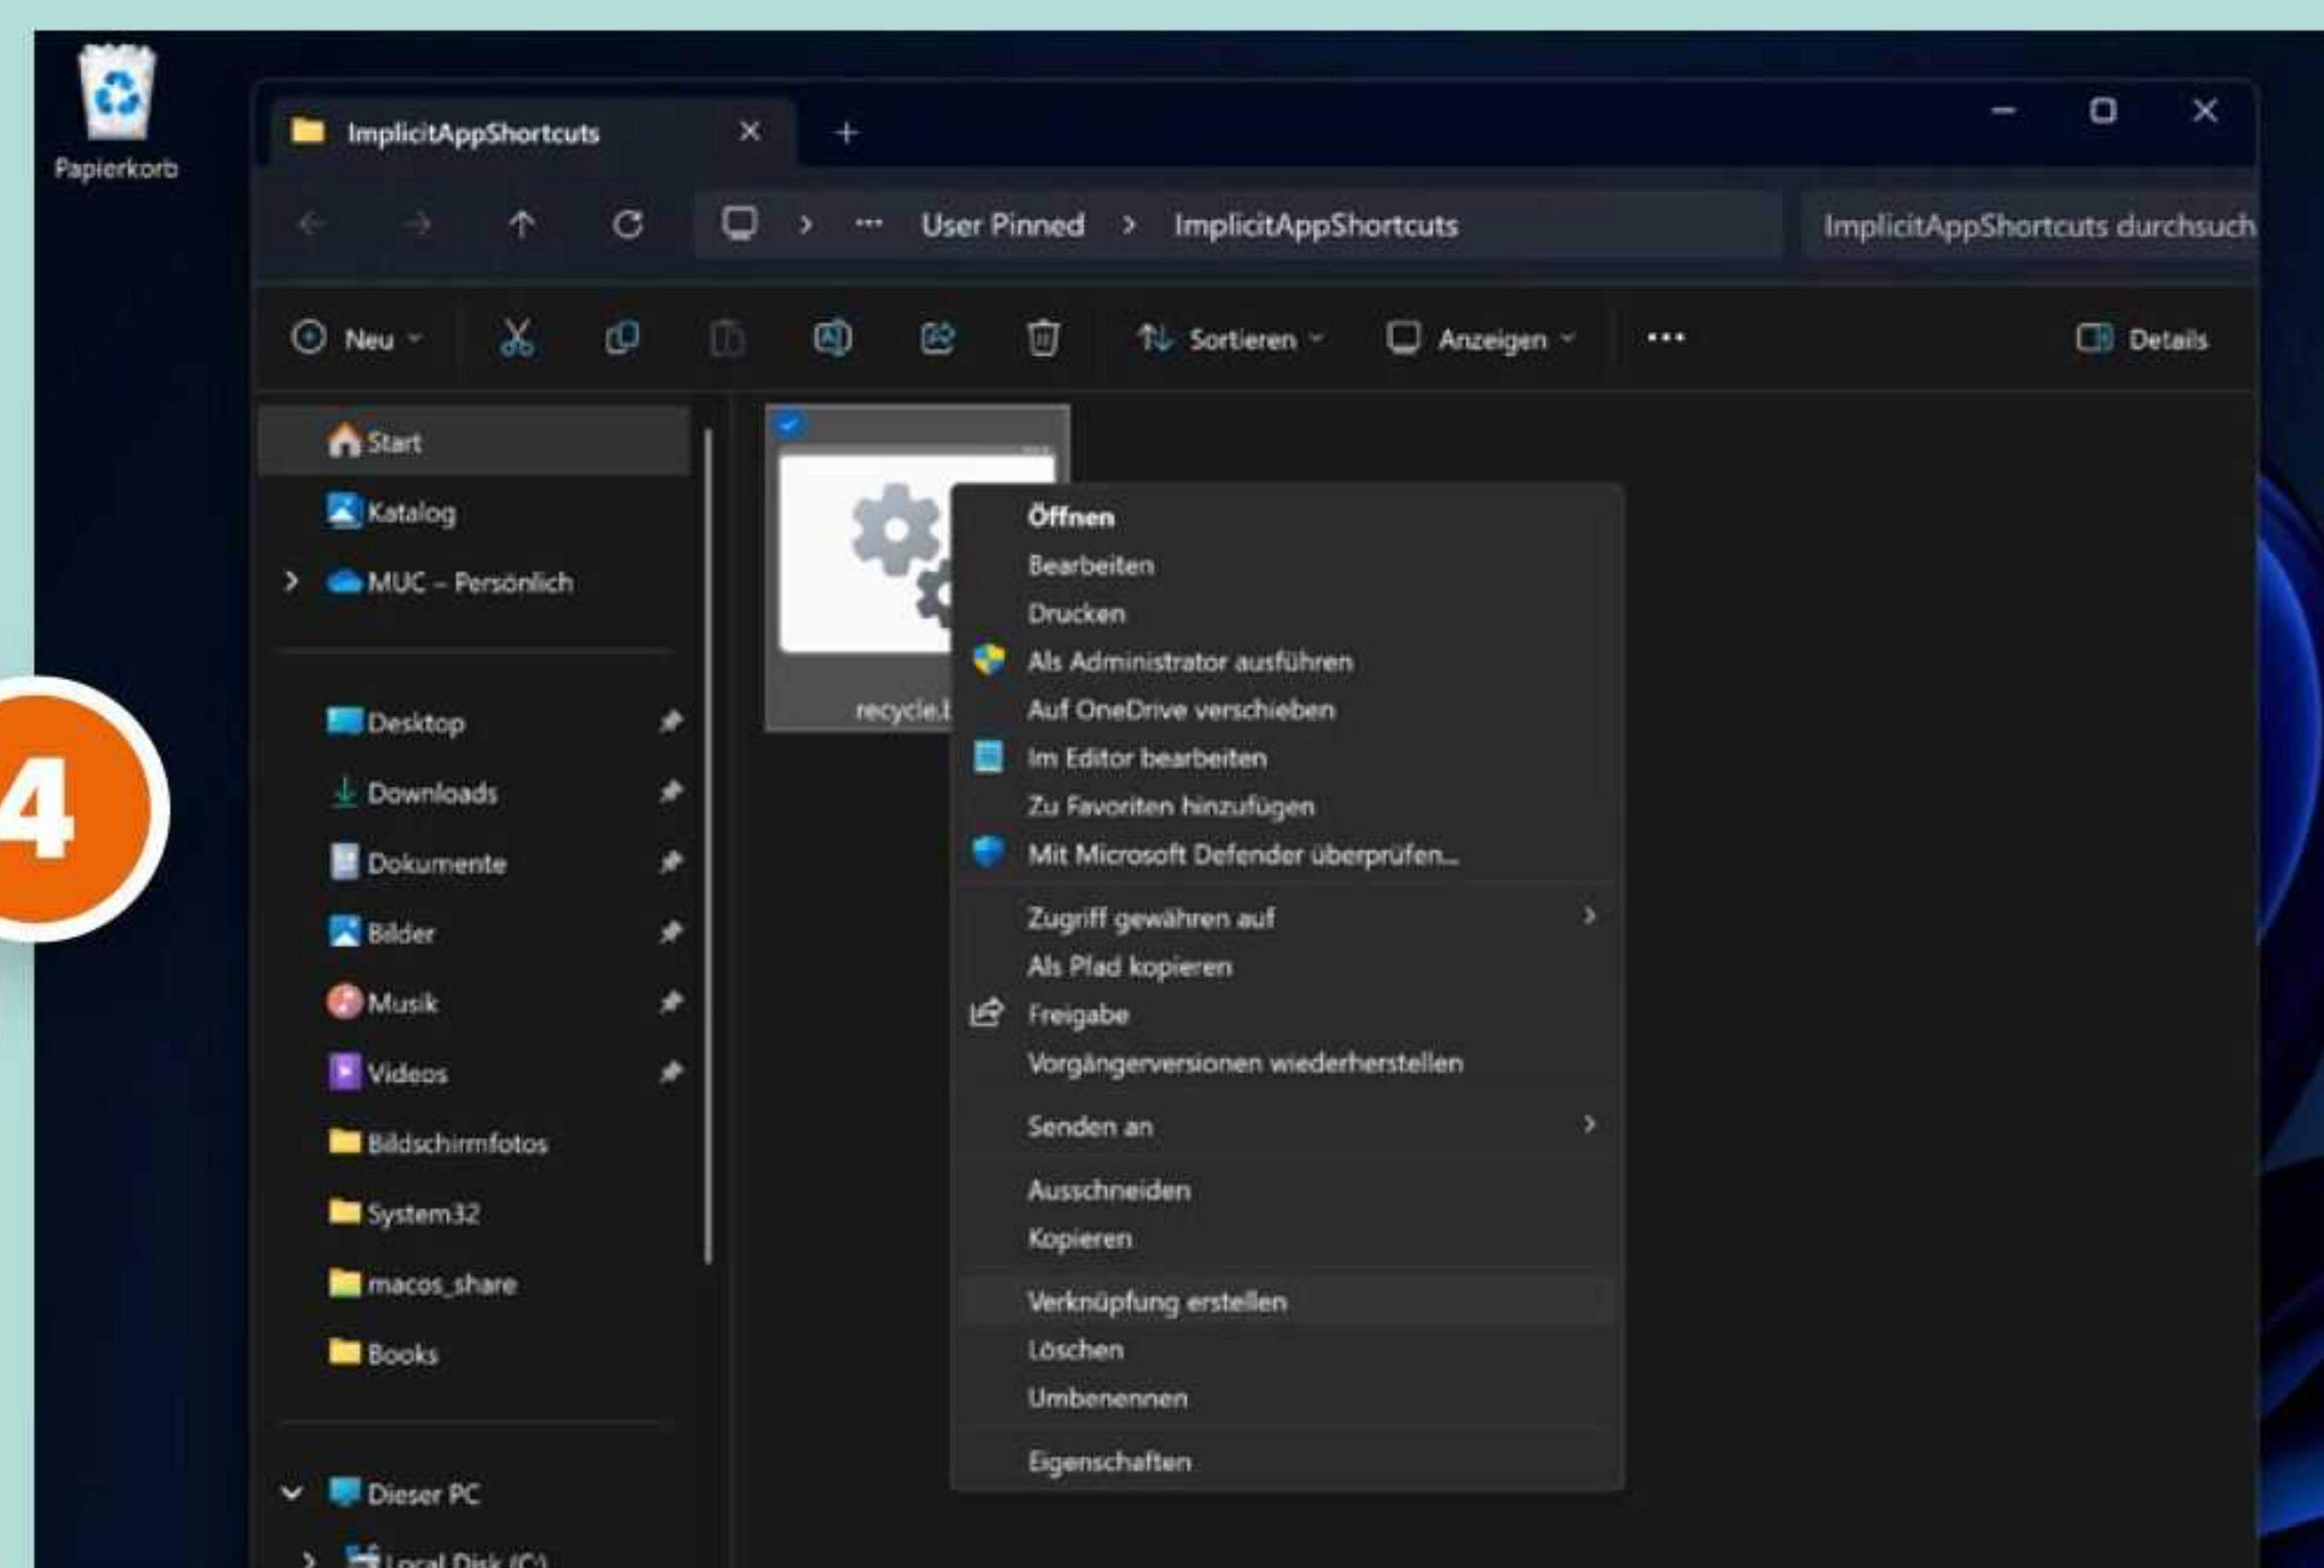 Papierkorb
ImplicitAppShortcuts
User Pinned > ImplicitAppShortcuts
ImplicitAppShortcuts durchsuch
Neu
Sortieren
Anzeigen
Details
Start
Katalog
MUC – Persönlich
Desktop
Downloads
Dokumente
Bilder
Musik
Videos
Bildschirmfotos
System32
macos_share
Books
Dieser PC
Local Disk (C:)
4
recycle.b
Öffnen
Bearbeiten
Drucken
Als Administrator ausführen
Auf OneDrive verschieben
Im Editor bearbeiten
Zu Favoriten hinzufügen
Mit Microsoft Defender überprüfen...
Zugriff gewähren auf
Als Pfad kopieren
Freigabe
Vorgängerversionen wiederherstellen
Senden an
Ausschneiden
Kopieren
Verknüpfung erstellen
Löschen
Umbenennen
Eigenschaften